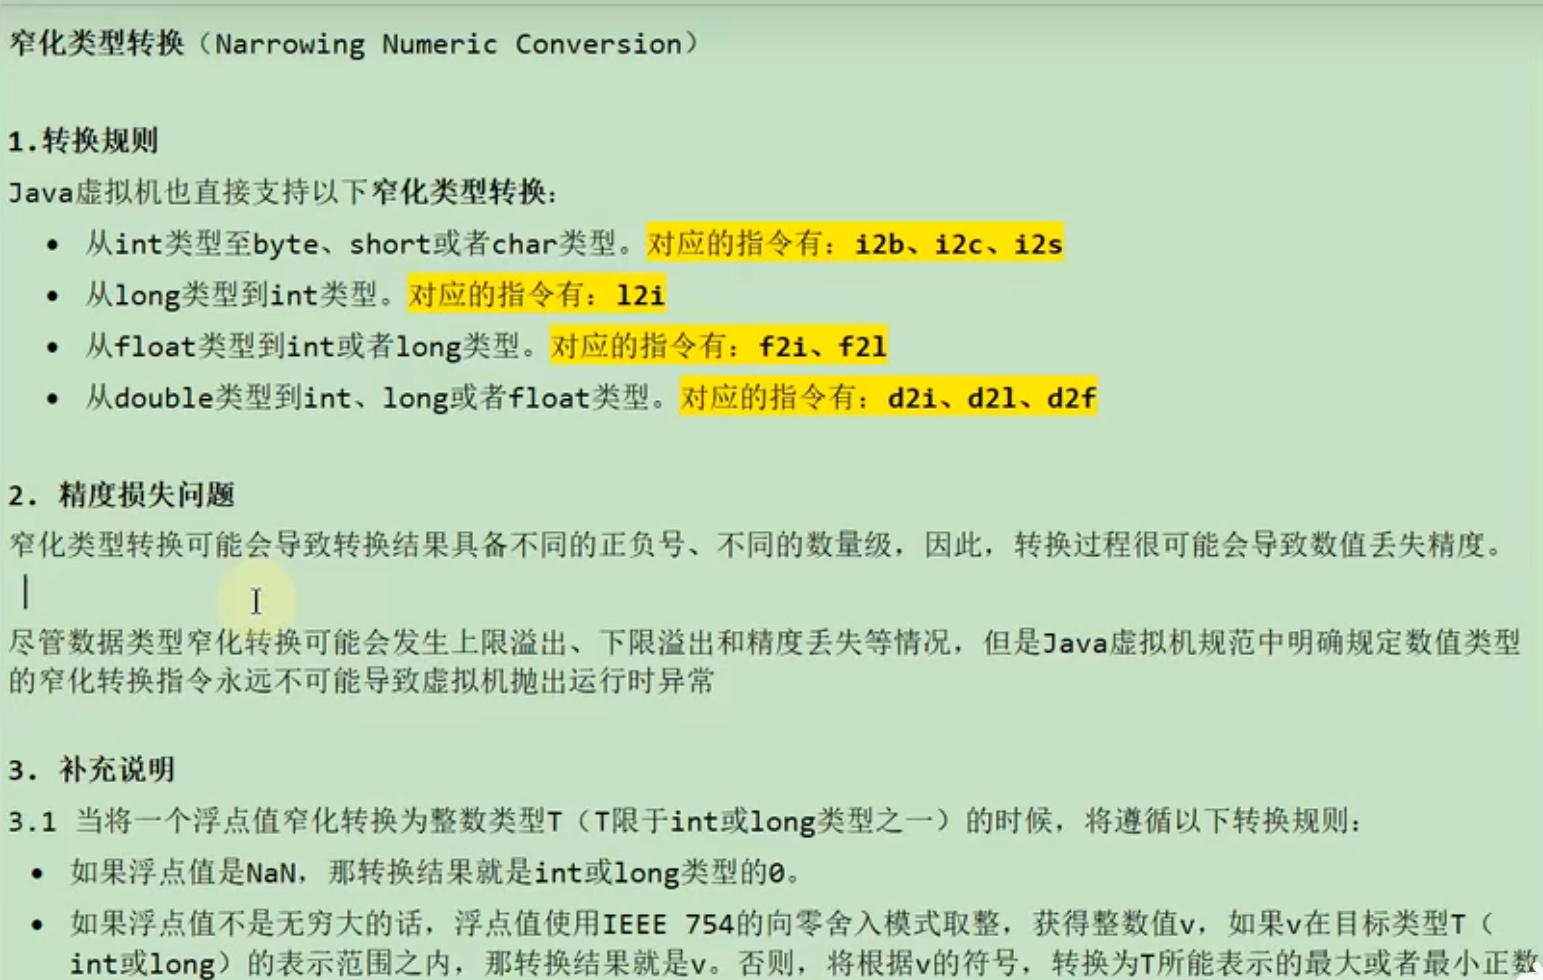 窄化类型转换（Narrowing Numeric Conversion）
1.转换规则
Java虚拟机也直接支持以下窄化类型转换：
• 从int类型至byte、short或者char类型。对应的指令有：i2b、i2c、i2s
• 从long类型到int类型。对应的指令有：l2i
• 从float类型到int或者long类型。对应的指令有：f2i、f2l
• 从double类型到int、long或者float类型。对应的指令有：d2i、d2l、d2f
2. 精度损失问题
窄化类型转换可能会导致转换结果具备不同的正负号、不同的数量级，因此，转换过程很可能会导致数值丢失精度。
尽管数据类型窄化转换可能会发生上限溢出、下限溢出和精度丢失等情况，但是Java虚拟机规范中明确规定数值类型
的窄化转换指令永远不可能导致虚拟机抛出运行时异常
3. 补充说明
3.1 当将一个浮点值窄化转换为整数类型T（T限于int或long类型之一）的时候，将遵循以下转换规则：
• 如果浮点值是NaN，那转换结果就是int或long类型的0。
• 如果浮点值不是无穷大的话，浮点值使用IEEE 754的向零舍入模式取整，获得整数值v，如果v在目标类型T（
int或long）的表示范围之内，那转换结果就是v。否则，将根据v的符号，转换为T所能表示的最大或者最小正数